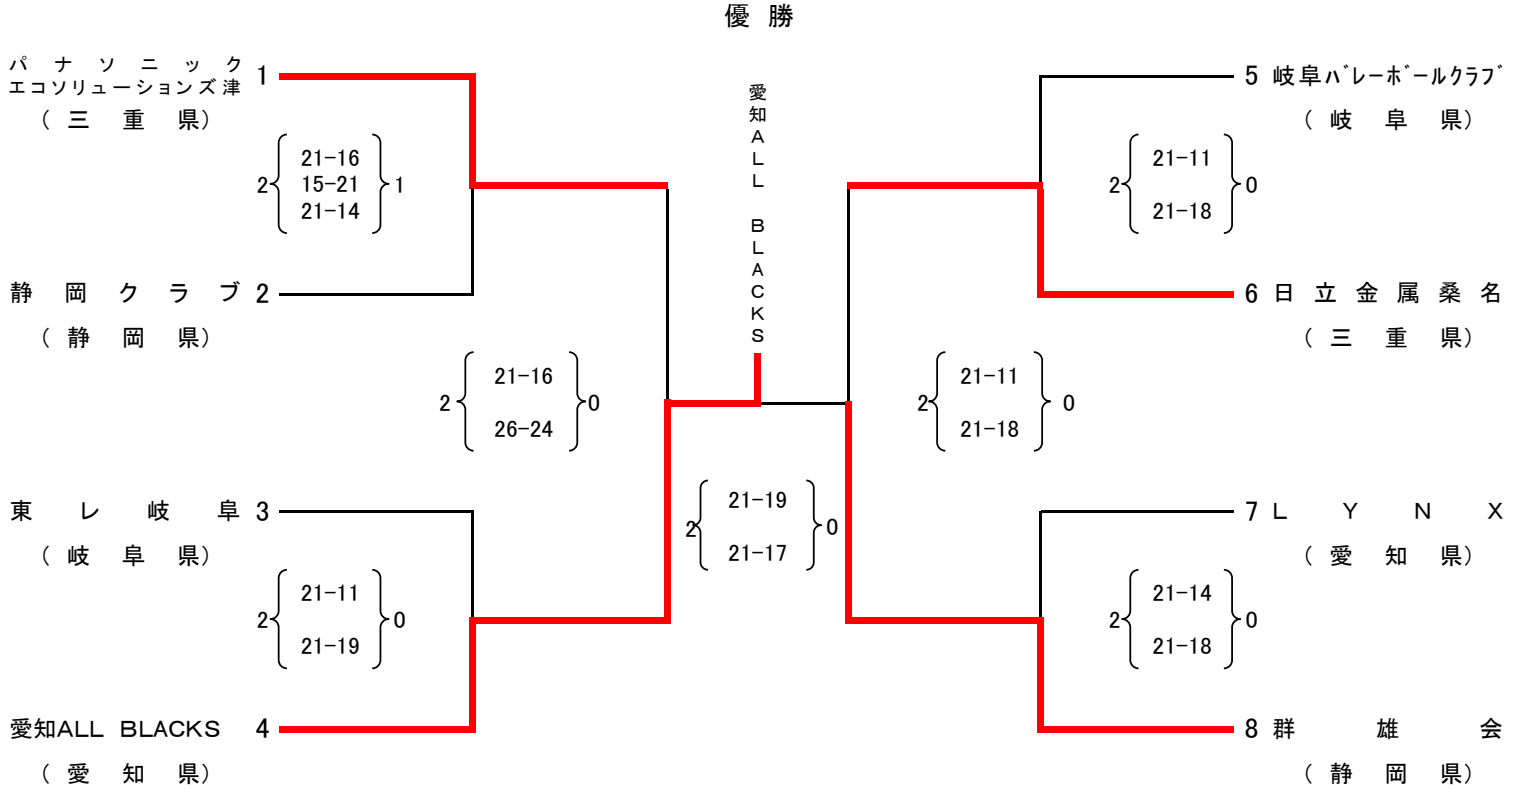 優勝
パナソニック
エコソリューションズ津 1
(三重県)
2 21-16 1
15-21
21-14
静岡クラブ 2
(静岡県)
2 21-16 0
26-24
東レ岐阜 3
(岐阜県)
2 21-11 0
21-19
愛知ALL BLACKS 4
(愛知県)
愛知ALL BLACKS
2 21-19 0
21-17
5 岐阜ﾊﾞﾚｰﾎﾞｰﾙｸﾗﾌﾞ
(岐阜県)
2 21-11 0
21-18
6 日立金属桑名
(三重県)
2 21-11 0
21-18
7 LYNX
(愛知県)
2 21-14 0
21-18
8 群雄会
(静岡県)